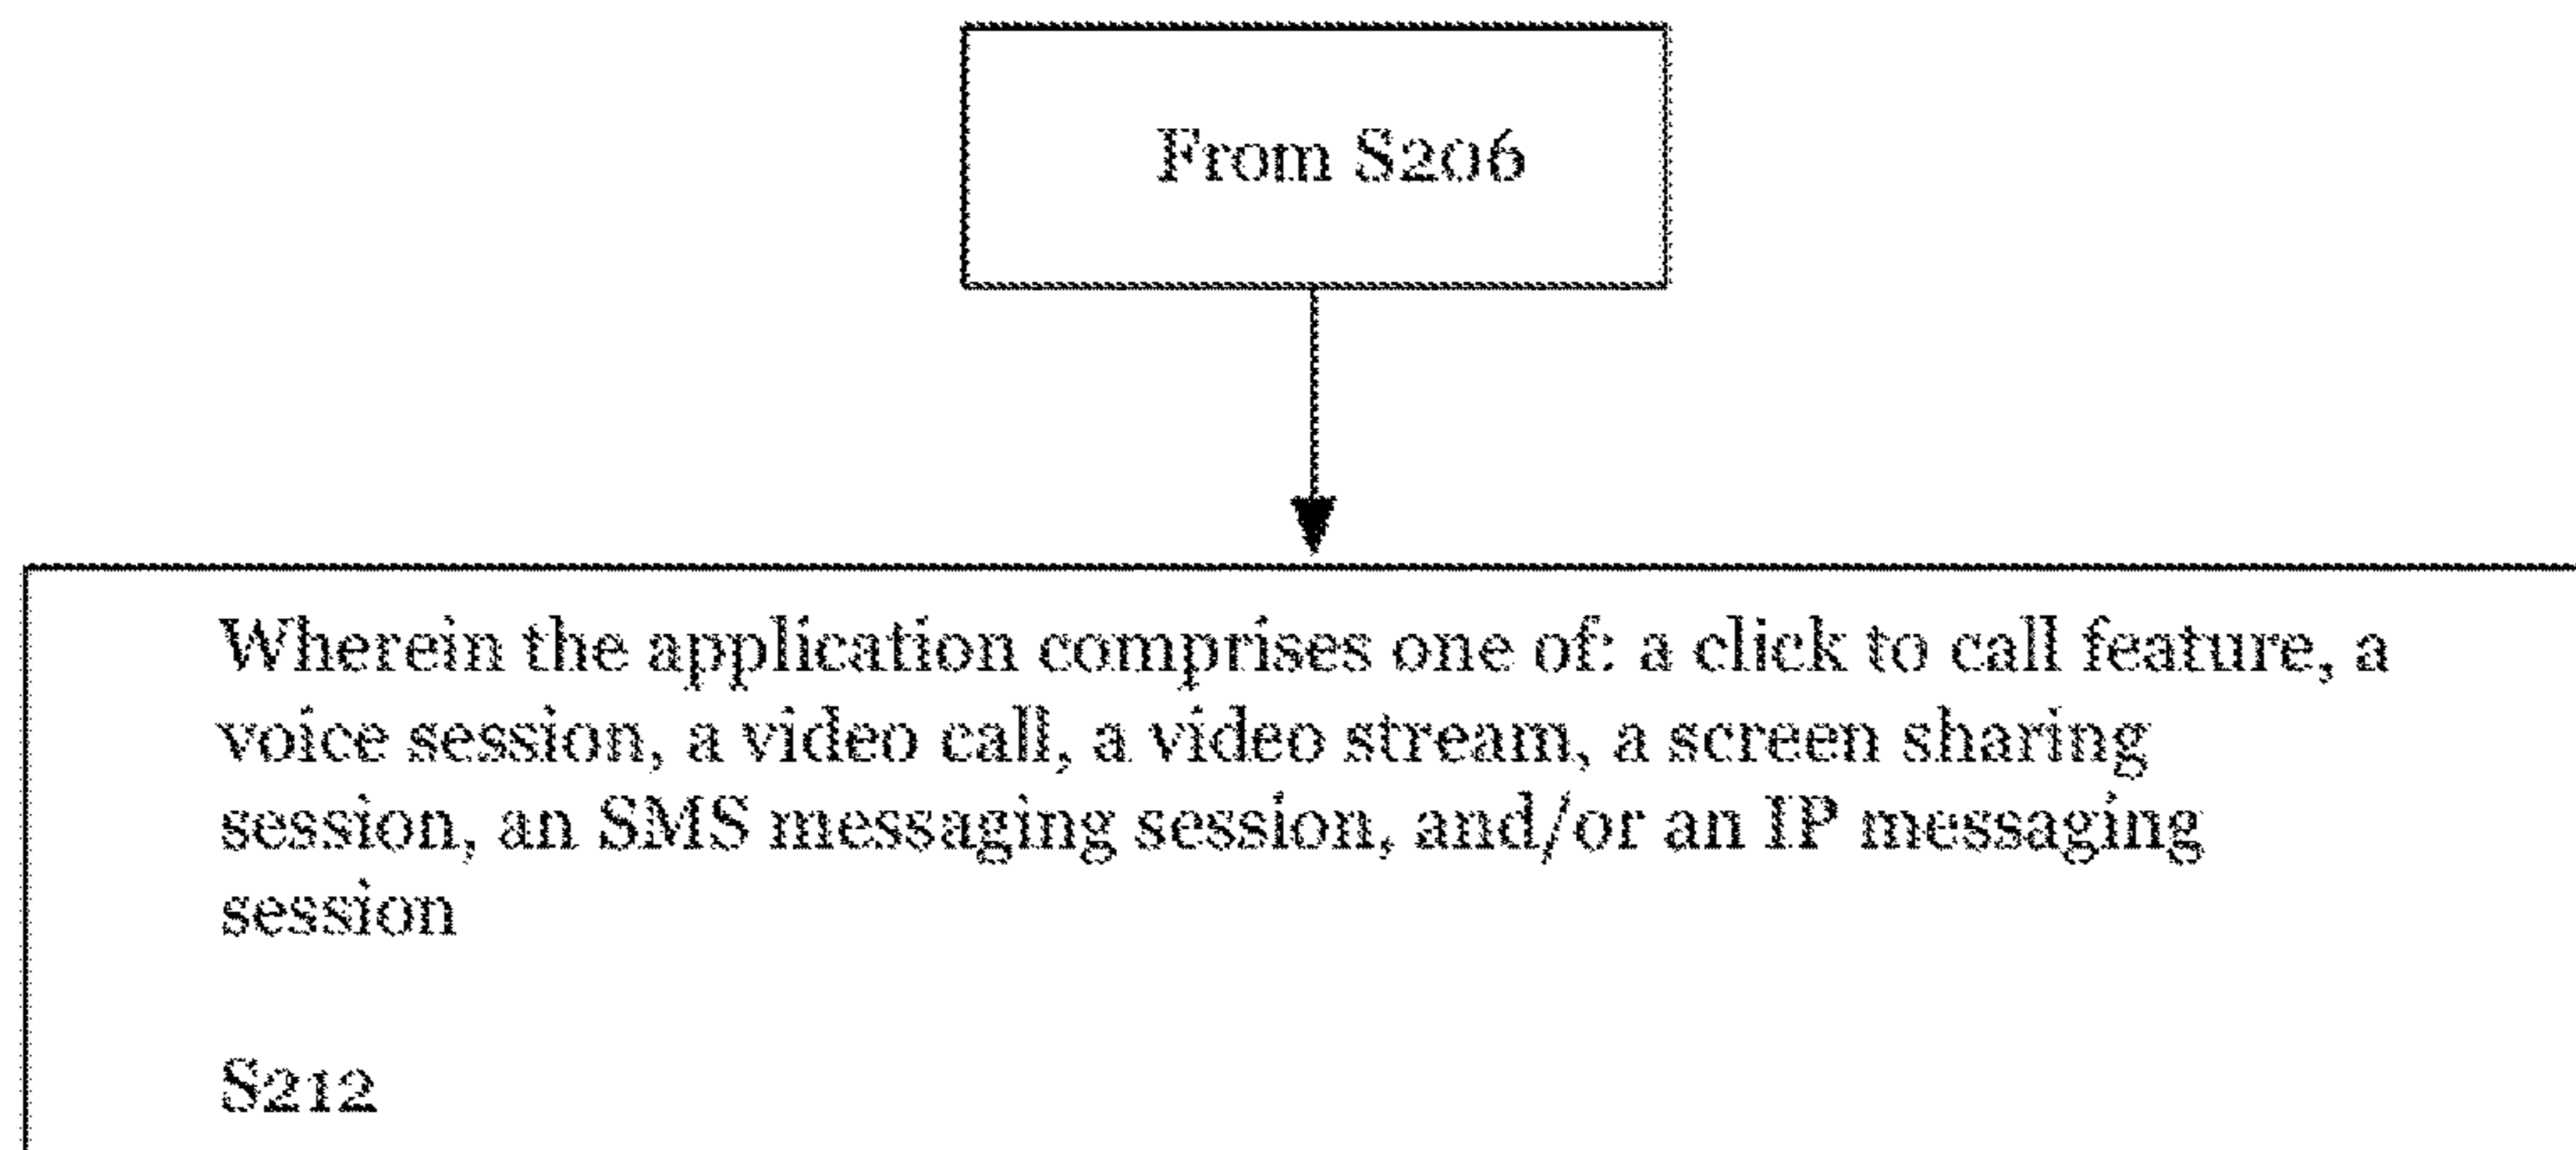 From S206
Wherein the application comprises one of: a click to call feature, a
voice session, a video call, a video stream, a screen sharing
session, an SMS messaging session, and/or an IP messaging
session
S212